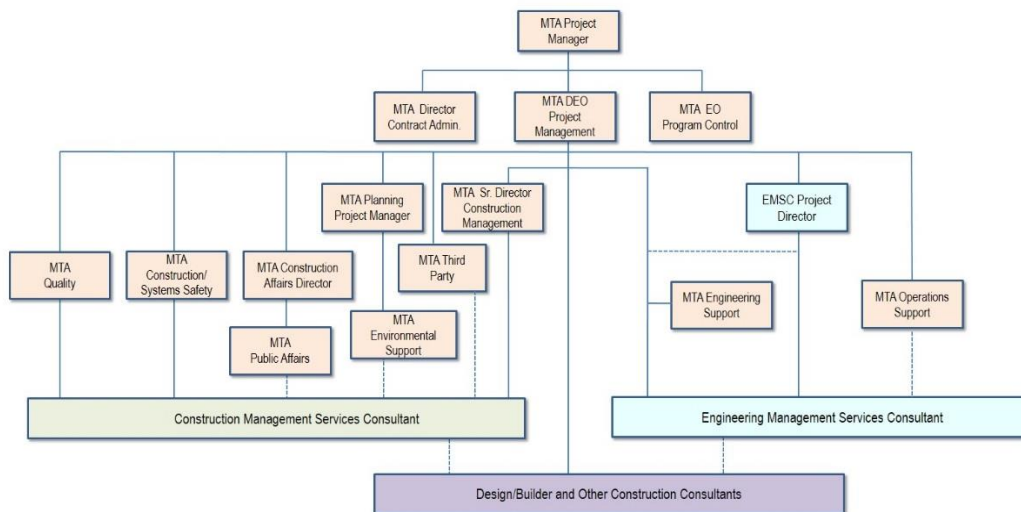 MTA Project
Manager
MTA Director
Contract Admin.
MTA DEO
Project
Management
MTA EO
Program Control
MTA Planning
Project Manager
MTA Sr. Director
Construction
Management
EMSC Project
Director
MTA
Quality
MTA
Construction/
Systems Safety
MTA Construction
Affairs Director
MTA Third
Party
MTA Engineering
Support
MTA Operations
Support
MTA
Public Affairs
MTA
Environmental
Support
Construction Management Services Consultant
Engineering Management Services Consultant
Design/Builder and Other Construction Consultants